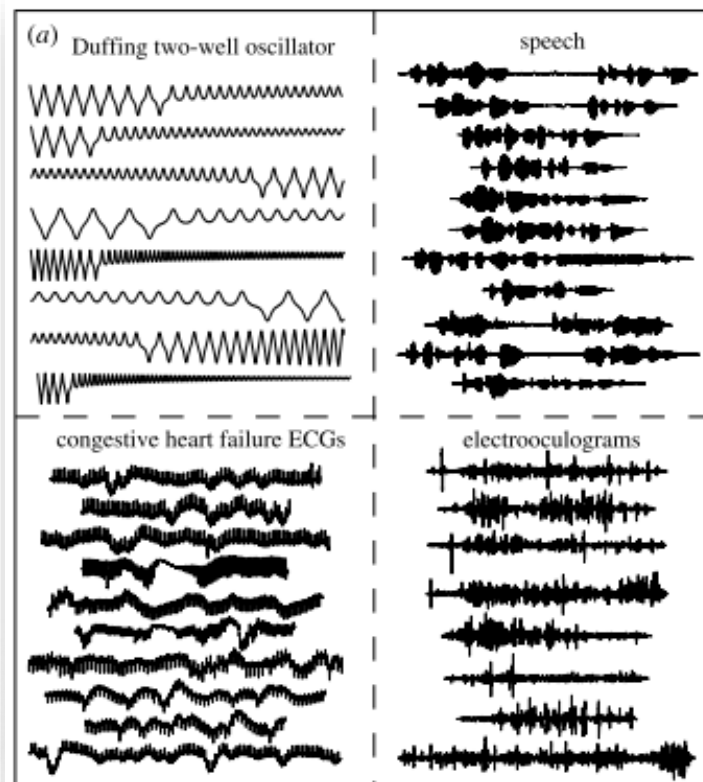 (a)
Duffing two-well oscillator
speech
congestive heart failure ECGs
electrooculograms